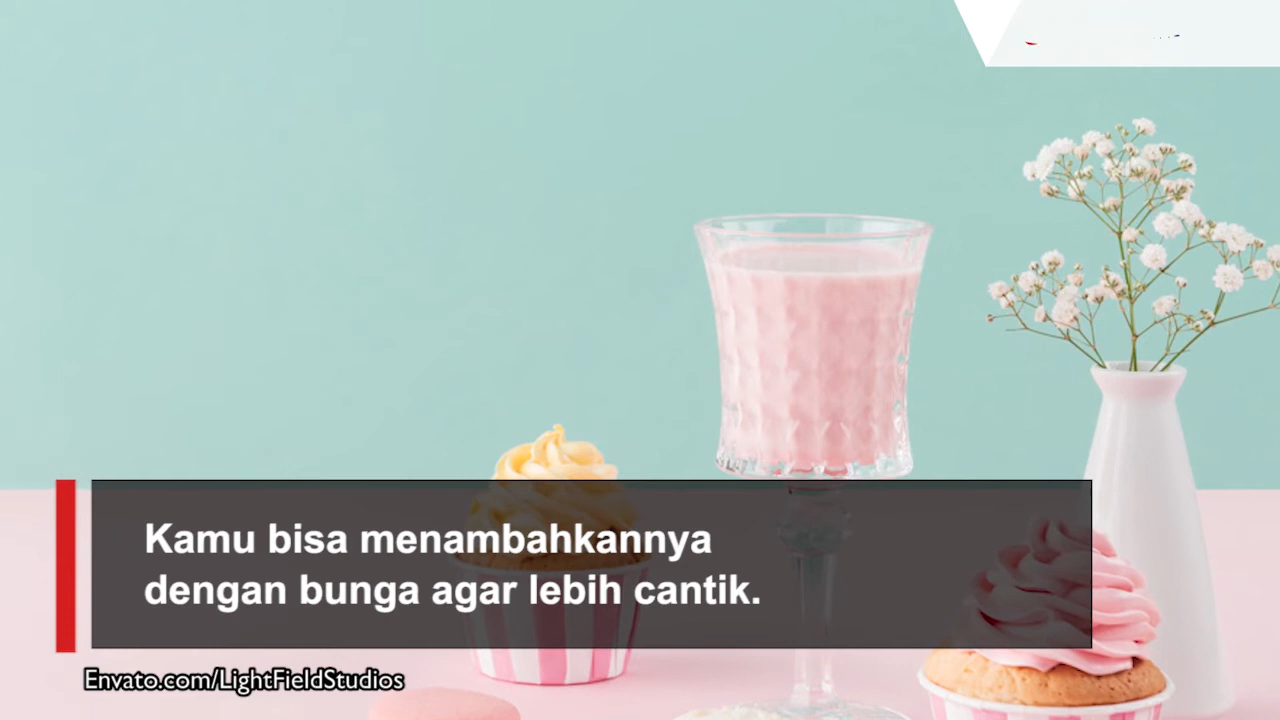 Kamu bisa menambahkannya
dengan bunga agar lebih cantik.
Envato.com/LightFieldStudios